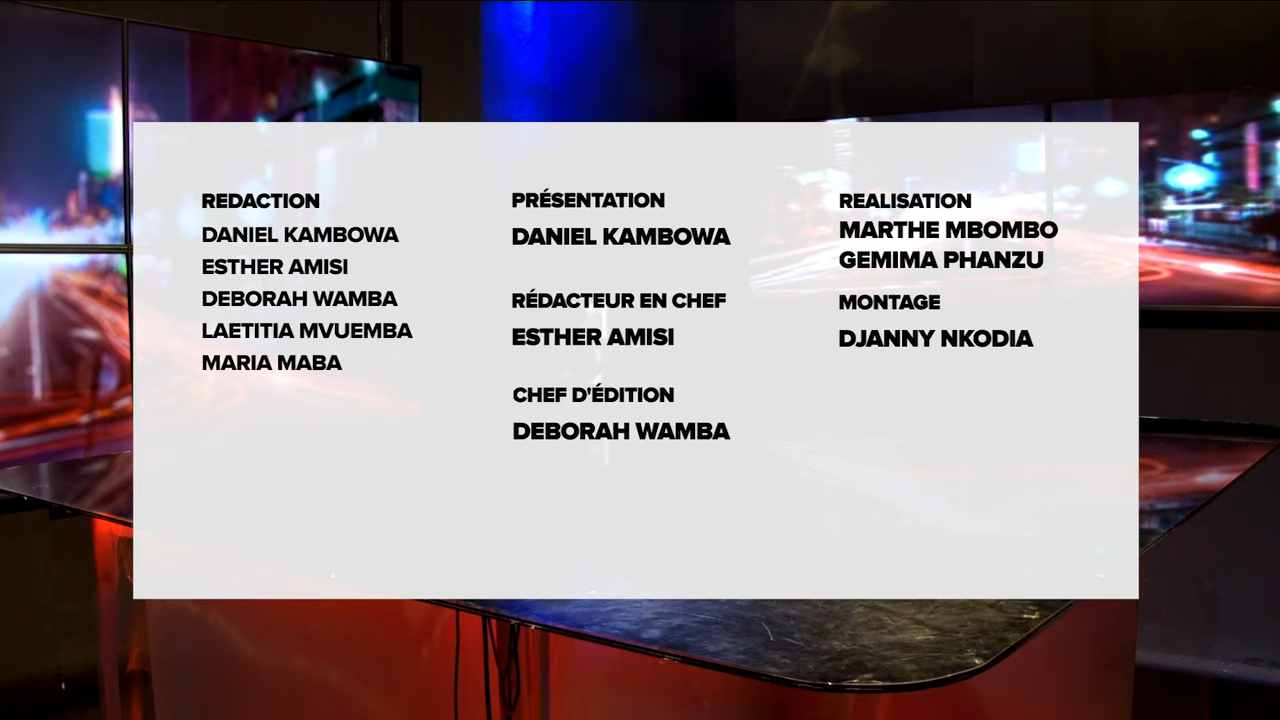 REDACTION
DANIEL KAMBOWA
ESTHER AMISI
DEBORAH WAMBA
LAETITIA MVUEMBA
MARIA MABA
PRÉSENTATION
DANIEL KAMBOWA
RÉDACTEUR EN CHEF
ESTHER AMISI
CHEF D'ÉDITION
DEBORAH WAMBA
REALISATION
MARTHE MBOMBO
GEMIMA PHANZU
MONTAGE
DJANNY NKODIA